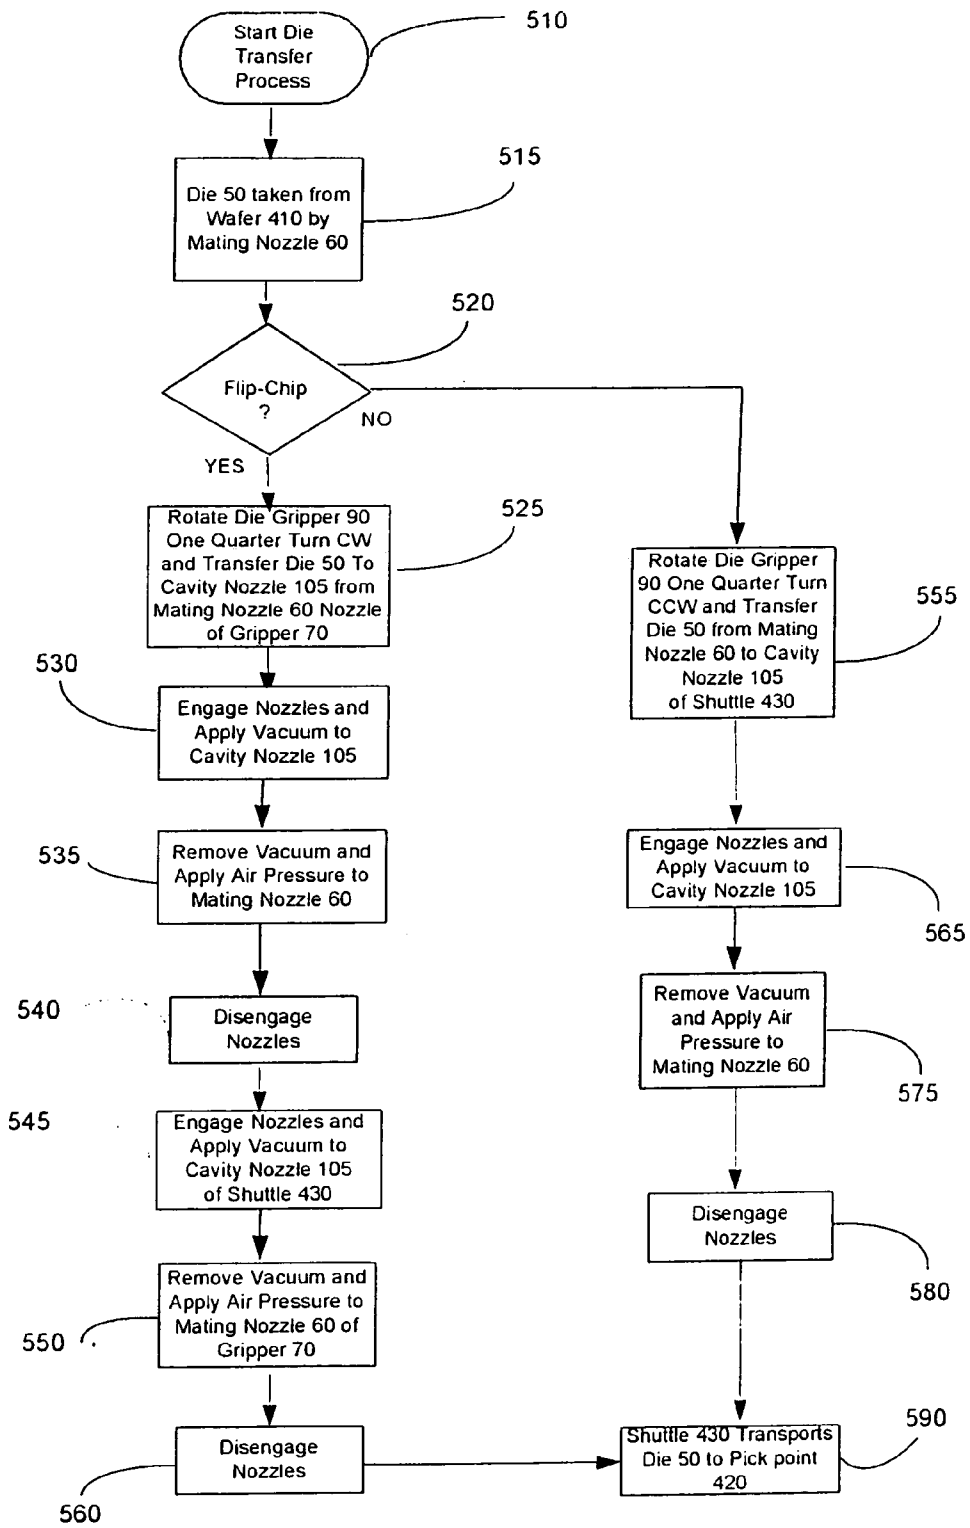 Start Die
Transfer
Process
510
Die 50 taken from
Wafer 410 by
Mating Nozzle 60
515
Flip-Chip
?
520
NO
YES
Rotate Die Gripper 90
One Quarter Turn CW
and Transfer Die 50 To
Cavity Nozzle 105 from
Mating Nozzle 60 Nozzle
of Gripper 70
525
Engage Nozzles and
Apply Vacuum to
Cavity Nozzle 105
530
Remove Vacuum and
Apply Air Pressure to
Mating Nozzle 60
535
Disengage
Nozzles
540
Engage Nozzles and
Apply Vacuum to
Cavity Nozzle 105
of Shuttle 430
545
Remove Vacuum and
Apply Air Pressure to
Mating Nozzle 60 of
Gripper 70
550
Disengage
Nozzles
560
Rotate Die Gripper
90 One Quarter Turn
CCW and Transfer
Die 50 from Mating
Nozzle 60 to Cavity
Nozzle 105
of Shuttle 430
555
Engage Nozzles and
Apply Vacuum to
Cavity Nozzle 105
565
Remove Vacuum
and Apply Air
Pressure to
Mating Nozzle 60
575
Disengage
Nozzles
580
Shuttle 430 Transports
Die 50 to Pick point
420
590